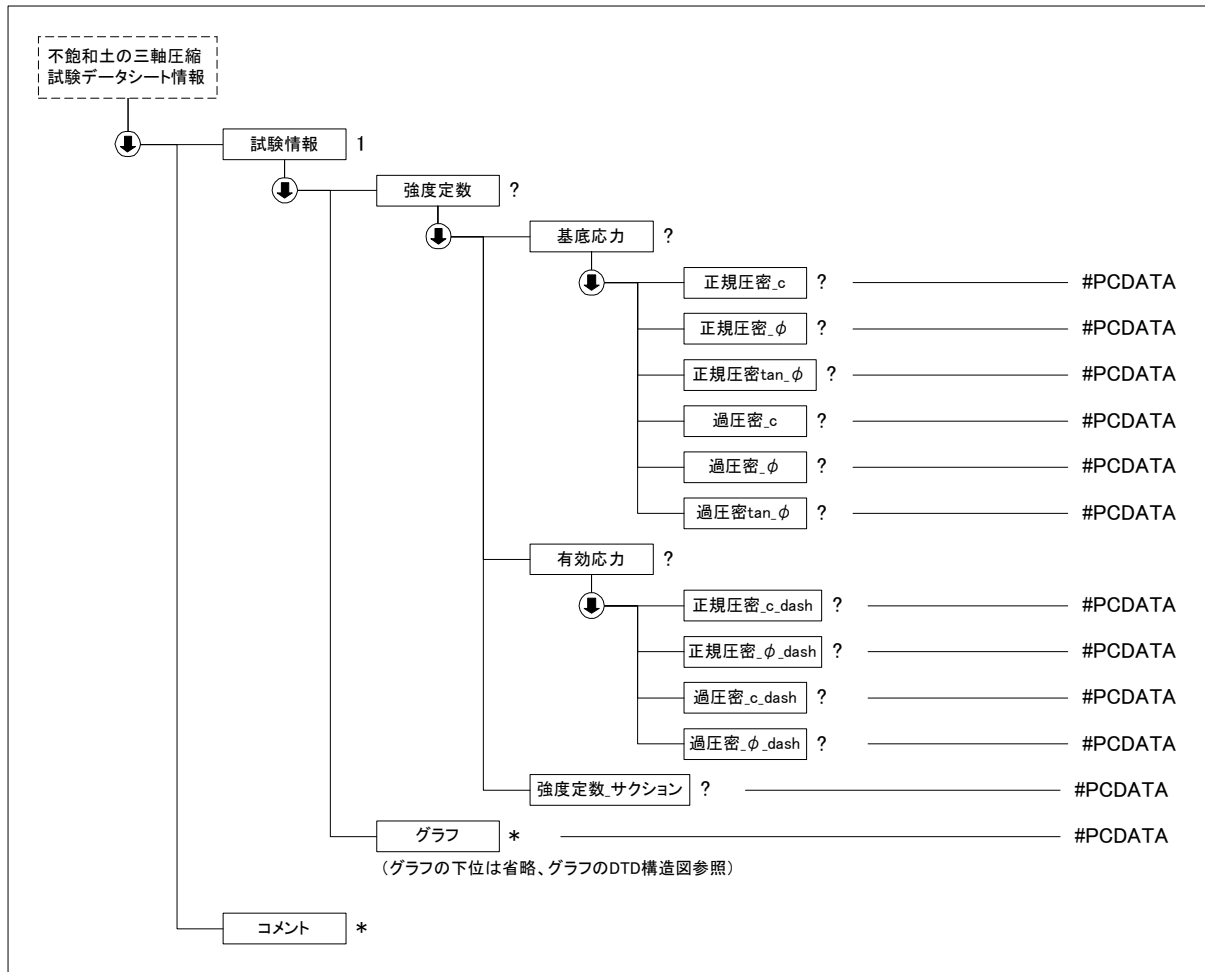 不飽和土の三軸圧縮
試験データシート情報
試験情報 1
強度定数 ?
基底応力 ?
正規圧密_c ? #PCDATA
正規圧密_φ ? #PCDATA
正規圧密tan_φ ? #PCDATA
過圧密_c ? #PCDATA
過圧密_φ ? #PCDATA
過圧密tan_φ ? #PCDATA
有効応力 ?
正規圧密_c_dash ? #PCDATA
正規圧密_φ_dash ? #PCDATA
過圧密_c_dash ? #PCDATA
過圧密_φ_dash ? #PCDATA
強度定数_サクション ? #PCDATA
グラフ * #PCDATA
（グラフの下位は省略、グラフのDTD構造図参照）
コメント *